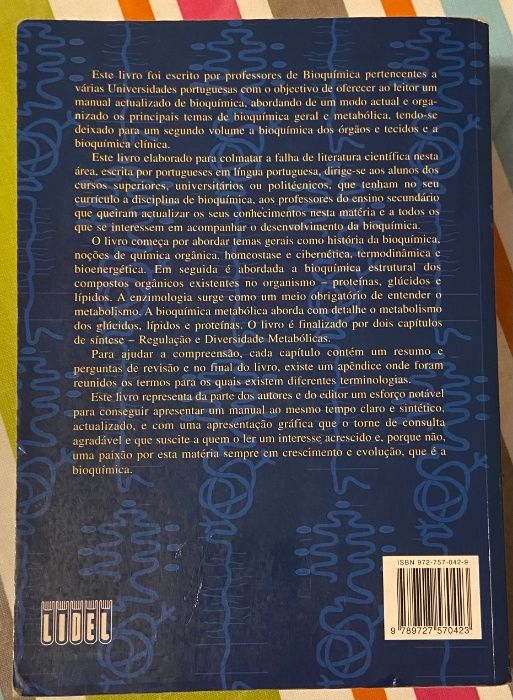 Este livro foi escrito por professores de Bioquímica pertencentes a
várias Universidades portuguesas com o objectivo de oferecer ao leitor um
manual actualizado de bioquímica, abordando de um modo actual e orga-
nizado os principais temas de bioquímica geral e metabólica, tendo-se
deixado para um segundo volume a bioquímica dos órgãos e tecidos e a
bioquímica clínica.
Este livro elaborado para colmatar a falha de literatura científica nesta
área, escrita por portugueses em língua portuguesa, dirige-se aos alunos dos
cursos superiores, universitários ou politécnicos, que tenham no seu
currículo a disciplina de bioquímica, aos professores do ensino secundário
que queiram actualizar os seus conhecimentos nesta matéria e a todos os
que se interessem em acompanhar o desenvolvimento da bioquímica.
O livro começa por abordar temas gerais como história da bioquímica,
noções de química orgânica, homeostase e cibernética, termodinâmica e
bioenergética. Em seguida é abordada a bioquímica estrutural dos
compostos orgânicos existentes no organismo – proteínas, glúcidos e
lípidos. A enzimologia surge como um meio obrigatório de entender o
metabolismo. A bioquímica metabólica aborda com detalhe o metabolismo
dos glúcidos, lípidos e proteínas. O livro é finalizado por dois capítulos
de síntese – Regulação e Diversidade Metabólicas.
Para ajudar a compreensão, cada capítulo contém um resumo e
perguntas de revisão e no final do livro, existe um apêndice onde foram
reunidos os termos para os quais existem diferentes terminologias.
Este livro representa da parte dos autores e do editor um esforço notável
para conseguir apresentar um manual ao mesmo tempo claro e sintético,
actualizado, e com uma apresentação gráfica que o torne de consulta
agradável e que suscite a quem o ler um interesse acrescido e, porque não,
uma paixão por esta matéria sempre em crescimento e evolução, que é a
bioquímica.
ISBN 972-757-042-9
9 789727 570423
LIDEL